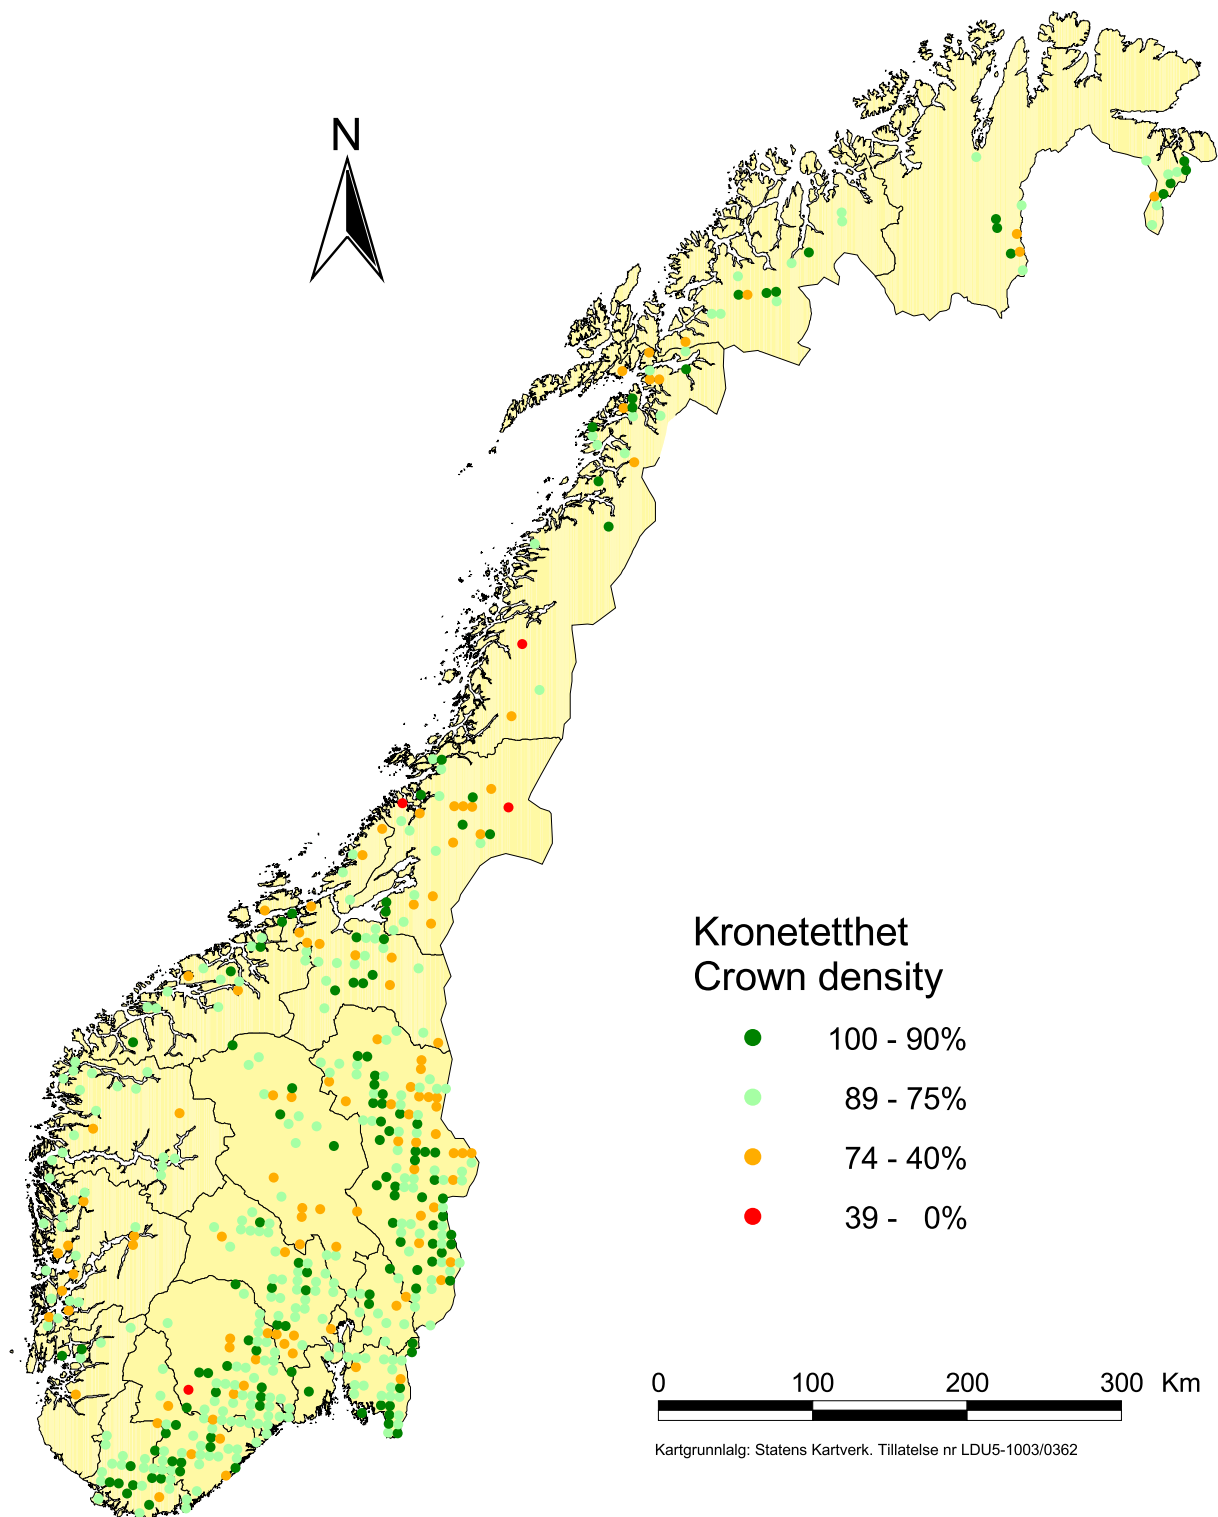 N
Kronetetthet
Crown density
100 - 90%
89 - 75%
74 - 40%
39 - 0%
0 100 200 300 Km
Kartgrunnlalg: Statens Kartverk. Tillatelse nr LDU5-1003/0362